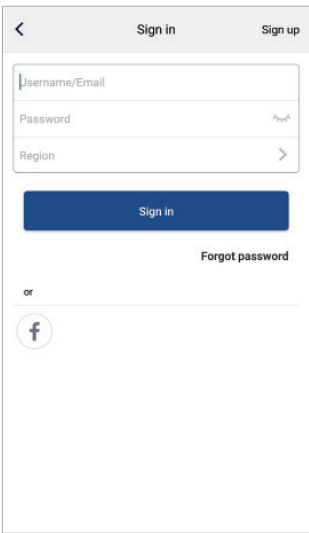 Sign in Sign up
Username/Email
Password
Region
Sign in
Forgot password
or
f